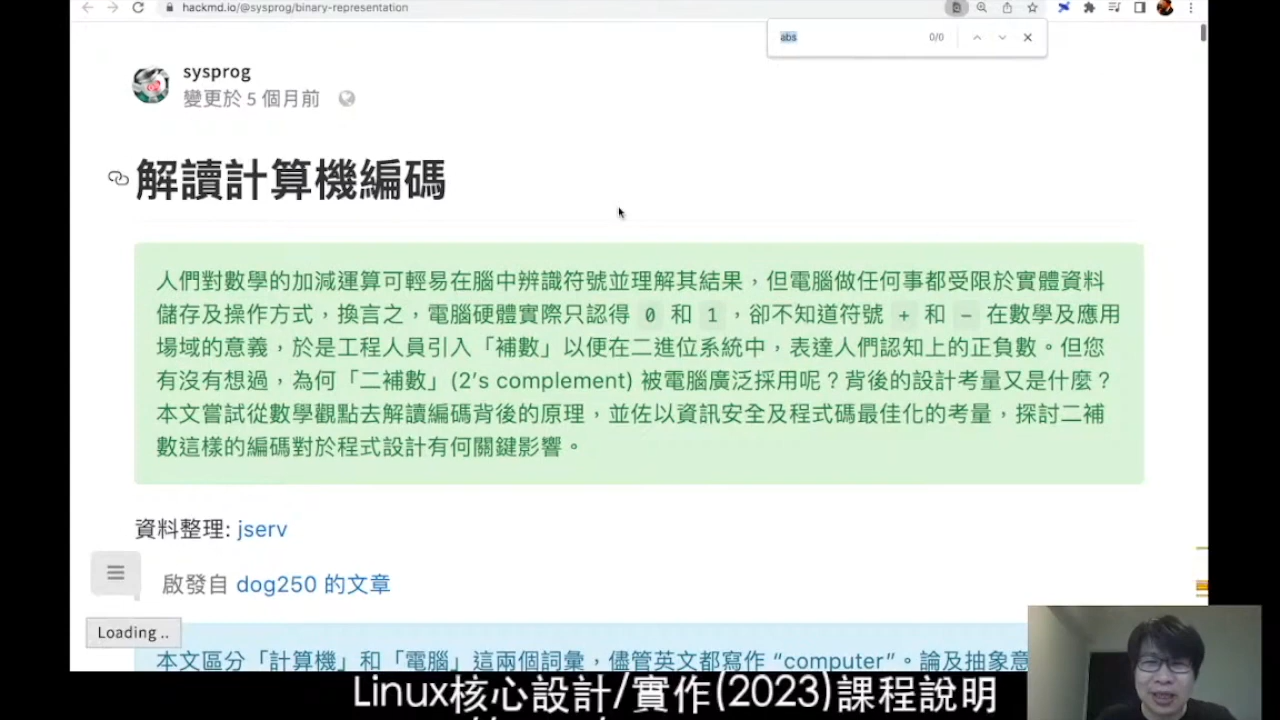 hackmd.io/@sysprog/binary-representation
abs
0/0
sysprog
變更於 5 個月前
解讀計算機編碼
人們對數學的加減運算可輕易在腦中辨識符號並理解其結果，但電腦做任何事都受限於實體資料
儲存及操作方式，換言之，電腦硬體實際只認得 0 和 1 ，卻不知道符號 + 和 - 在數學及應用
場域的意義，於是工程人員引入「補數」以便在二進位系統中，表達人們認知上的正負數。但您
有沒有想過，為何「二補數」(2’s complement) 被電腦廣泛採用呢？背後的設計考量又是什麼？
本文嘗試從數學觀點去解讀編碼背後的原理，並佐以資訊安全及程式碼最佳化的考量，探討二補
數這樣的編碼對於程式設計有何關鍵影響。
資料整理: jserv
啟發自 dog250 的文章
Loading ..
本文區分「計算機」和「電腦」這兩個詞彙，儘管英文都寫作 “computer”。論及抽象意
Linux核心設計/實作(2023)課程說明